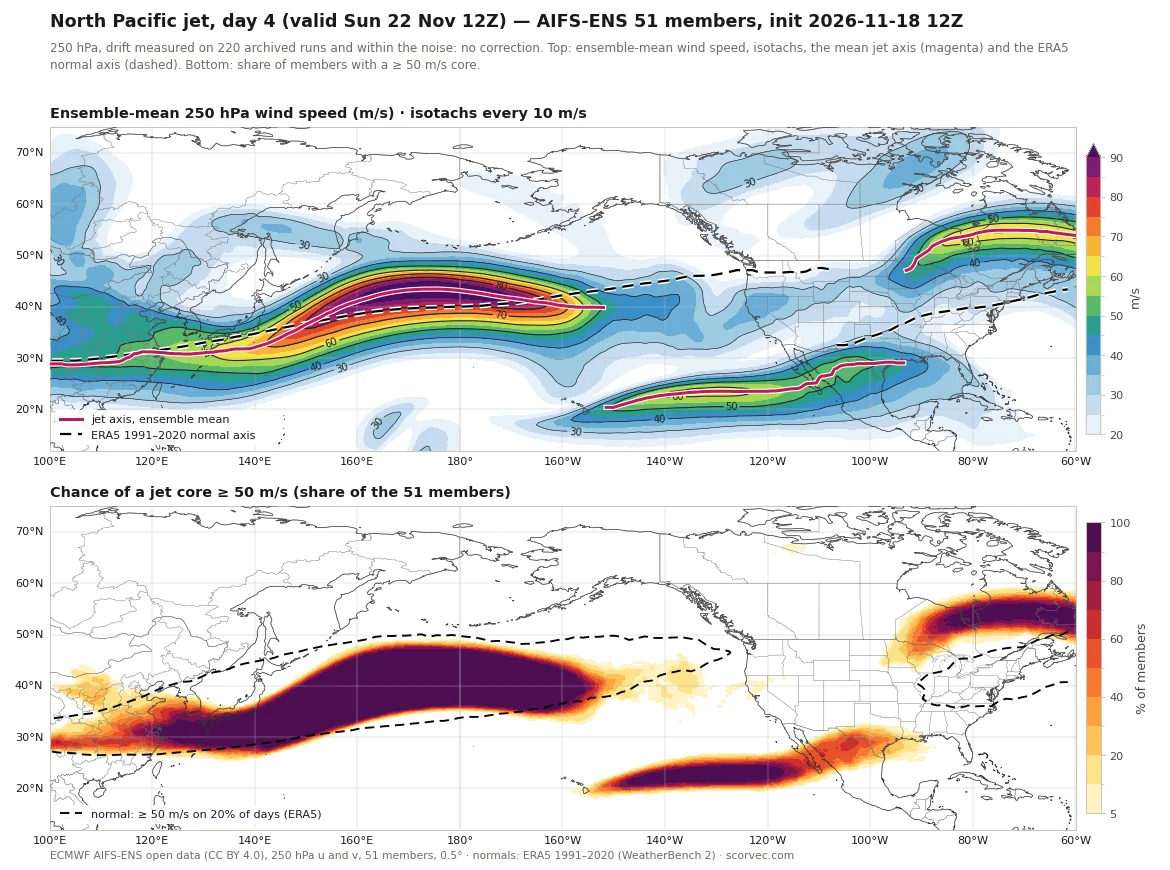 North Pacific jet, day 4 (valid Sun 22 Nov 12Z) — AIFS-ENS 51 members, init 2026-11-18 12Z
250 hPa, drift measured on 220 archived runs and within the noise: no correction. Top: ensemble-mean wind speed, isotachs, the mean jet axis (magenta) and the ERA5
normal axis (dashed). Bottom: share of members with a ≥ 50 m/s core.
Ensemble-mean 250 hPa wind speed (m/s) · isotachs every 10 m/s
70°N
60°N
50°N
40°N
30°N
20°N
30
30
30
30
40
50
60
80
70
40
30
30
30
50
40
30
50
60
40
jet axis, ensemble mean
ERA5 1991–2020 normal axis
100°E 120°E 140°E 160°E 180° 160°W 140°W 120°W 100°W 80°W 60°W
90
80
70
60
50
40
30
20
m/s
Chance of a jet core ≥ 50 m/s (share of the 51 members)
70°N
60°N
50°N
40°N
30°N
20°N
normal: ≥ 50 m/s on 20% of days (ERA5)
100°E 120°E 140°E 160°E 180° 160°W 140°W 120°W 100°W 80°W 60°W
100
80
60
40
20
5
% of members
ECMWF AIFS-ENS open data (CC BY 4.0), 250 hPa u and v, 51 members, 0.5° · normals: ERA5 1991–2020 (WeatherBench 2) · scorvec.com